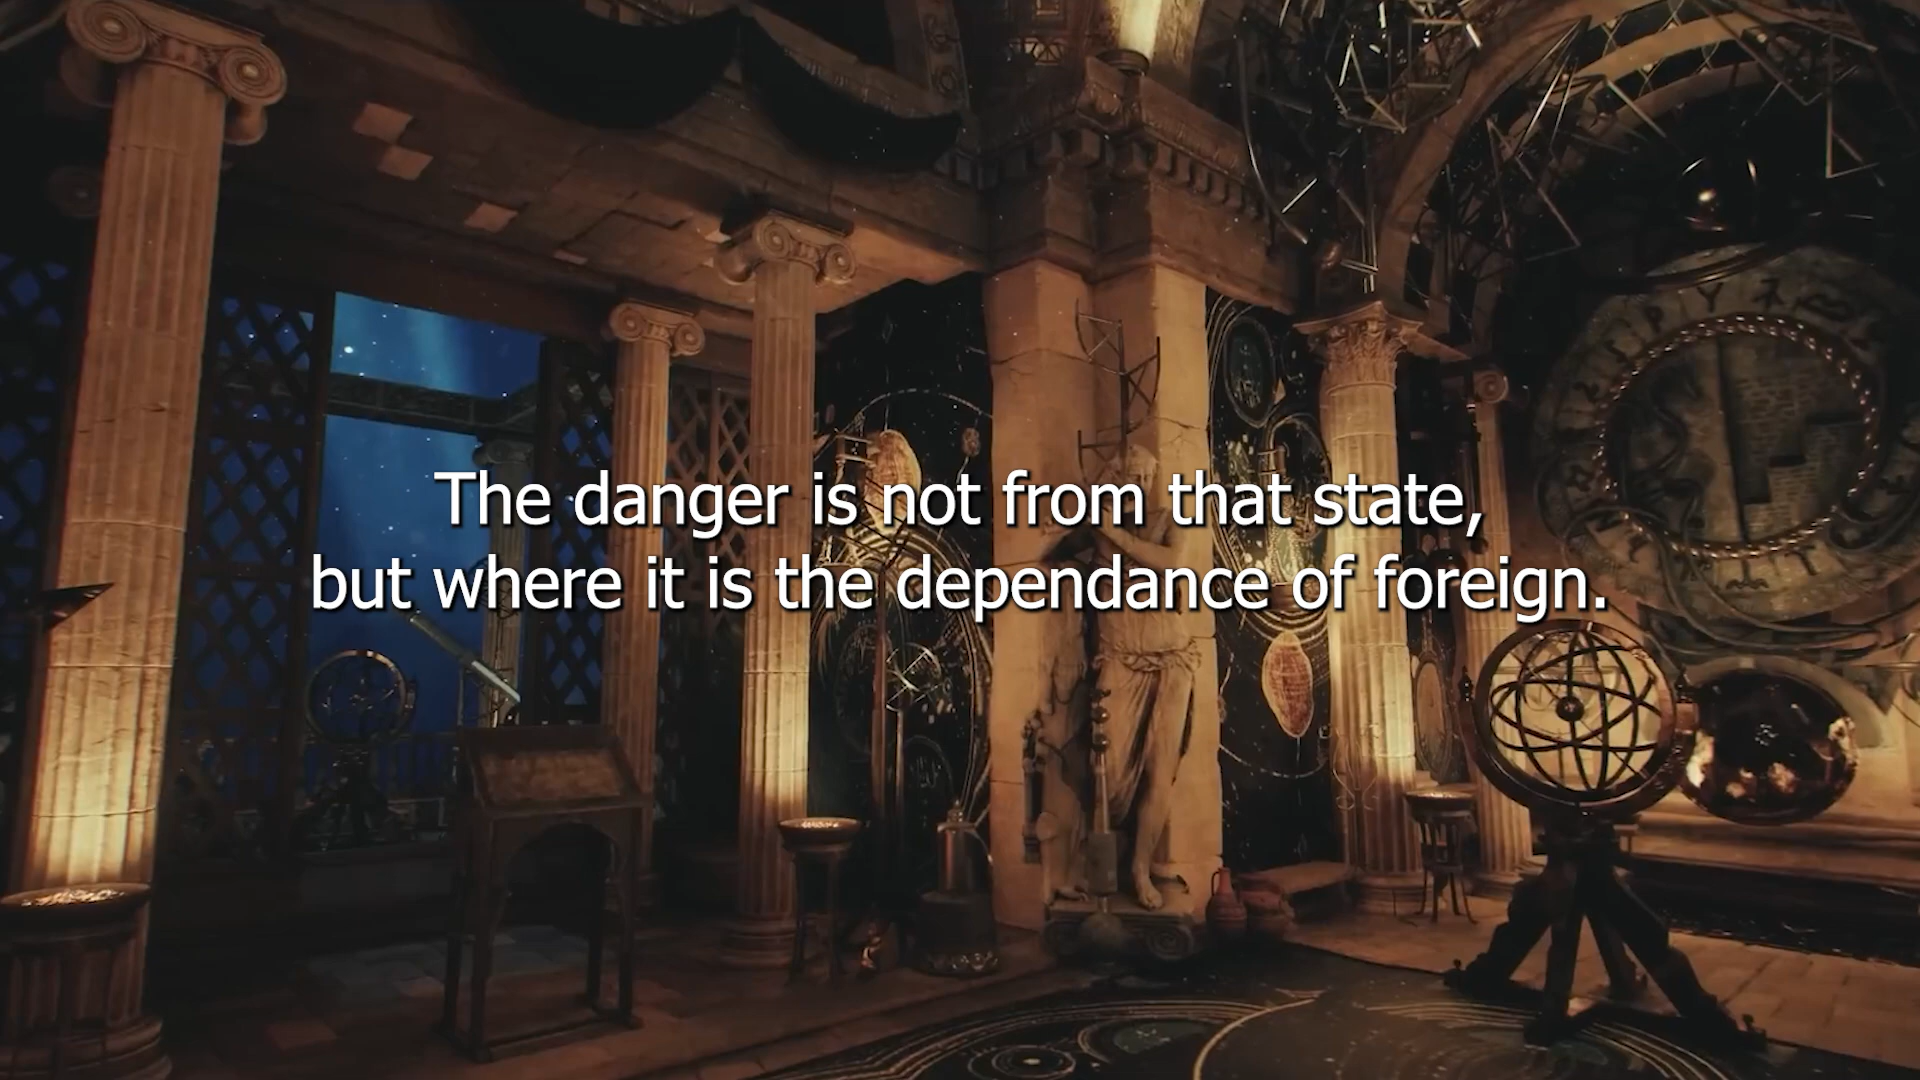 The danger is not from that state,
but where it is the dependance of foreign.